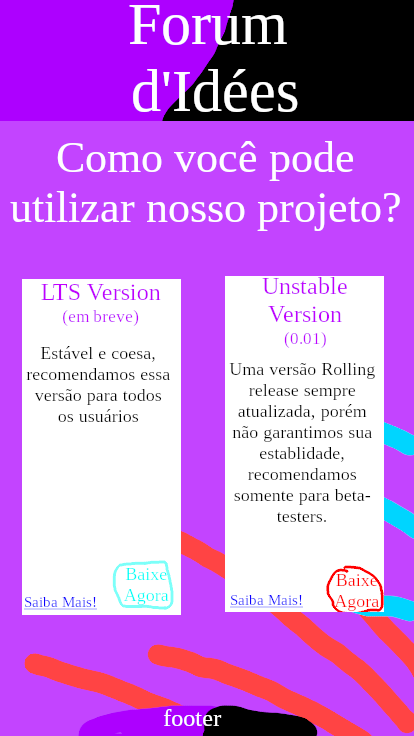 Forum
d'Idées
Como você pode
utilizar nosso projeto?
LTS Version
(em breve)
Estável e coesa,
recomendamos essa
versão para todos
os usuários
Baixe
Agora
Saiba Mais!
Unstable
Version
(0.01)
Uma versão Rolling
release sempre
atualizada, porém
não garantimos sua
establidade,
recomendamos
somente para beta-
testers.
Baixe
Agora
Saiba Mais!
footer